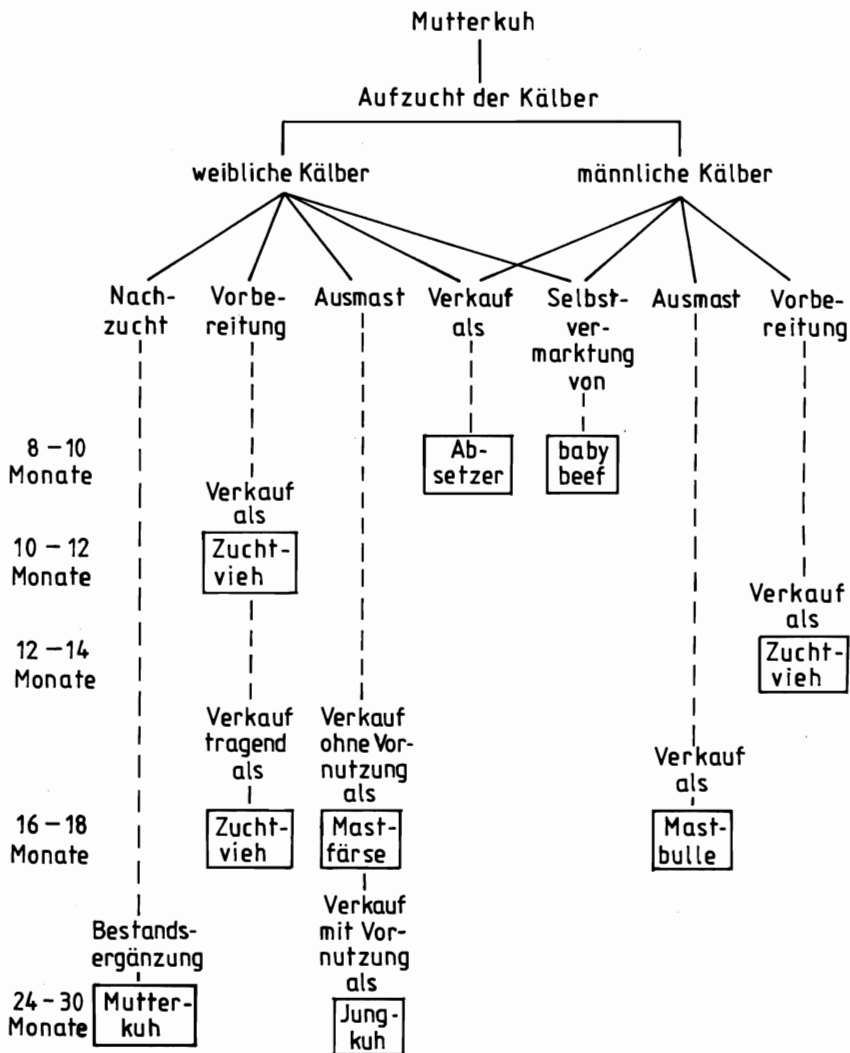 Mutterkuh
Aufzucht der Kälber
weibliche Kälber
männliche Kälber
Nach-
zucht
Vorbe-
reitung
Ausmast
Verkauf
als
Selbst-
ver-
marktung
von
Ausmast
Vorbe-
reitung
8 – 10
Monate
Ab-
setzer
baby
beef
Verkauf
als
10 – 12
Monate
Zucht-
vieh
Verkauf
als
12 – 14
Monate
Zucht-
vieh
Verkauf
tragend
als
Verkauf
ohne Vor-
nutzung
als
Verkauf
als
16 – 18
Monate
Zucht-
vieh
Mast-
färse
Mast-
bulle
Bestands-
ergänzung
Verkauf
mit Vor-
nutzung
als
24 – 30
Monate
Mutter-
kuh
Jung-
kuh